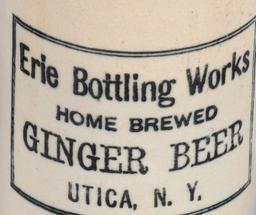 Erie Bottling Works
HOME BREWED
GINGER BEER
UTICA, N. Y.